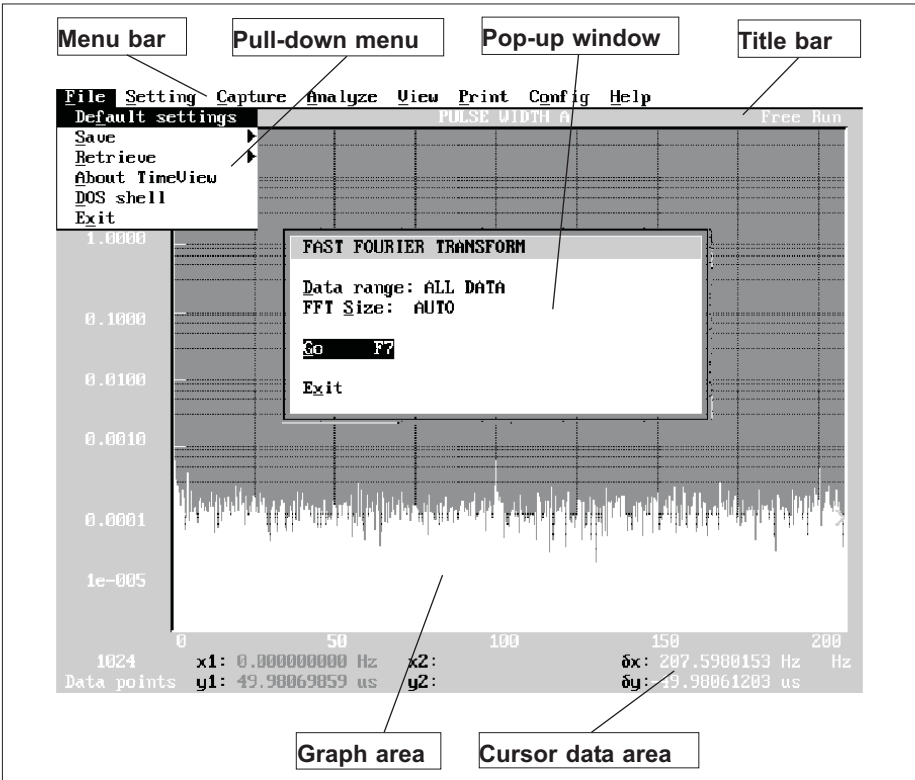 Menu bar
Pull-down menu
Pop-up window
Title bar
File Setting Capture Analyze View Print Config Help
Default settings
PULSE WIDTH A
Free Run
Save
Retrieve
About TimeView
DOS shell
Exit
1.0000
FAST FOURIER TRANSFORM
Data range: ALL DATA
FFT Size: AUTO
0.1000
Go F7
0.0100
Exit
0.0010
0.0001
1e-005
0 50 100 150 200
1024 x1: 0.000000000 Hz x2: δx: 207.5980153 Hz Hz
Data points y1: 49.98069859 us y2: δy:-49.98061203 us
Graph area
Cursor data area